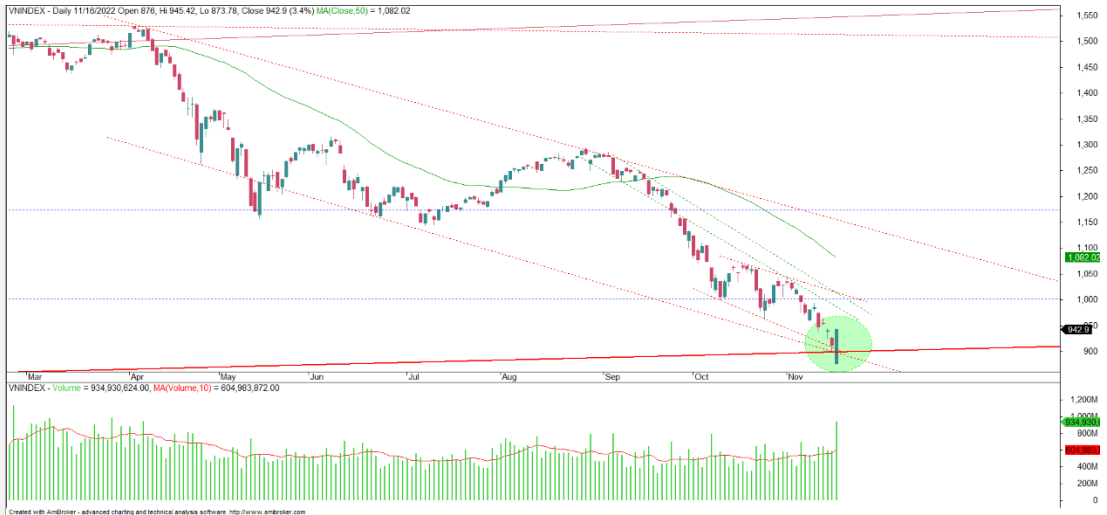 VNINDEX - Daily 11/16/2022 Open 876, Hi 945.42, Lo 873.78, Close 942.9 (3.4%) MA(Close,50) = 1,082.02
1,550
1,500
1,450
1,400
1,350
1,300
1,250
1,200
1,150
1,100
1,082.02
1,050
1,000
950
942.9
900
Mar Apr May Jun Jul Aug Sep Oct Nov
VNINDEX - Volume = 934,930,624.00, MA(Volume,10) = 604,983,872.00
1,200M
1,000M
934,930,6
800M
604,983,
400M
200M
0
Created with AmiBroker - advanced charting and technical analysis software. http://www.amibroker.com